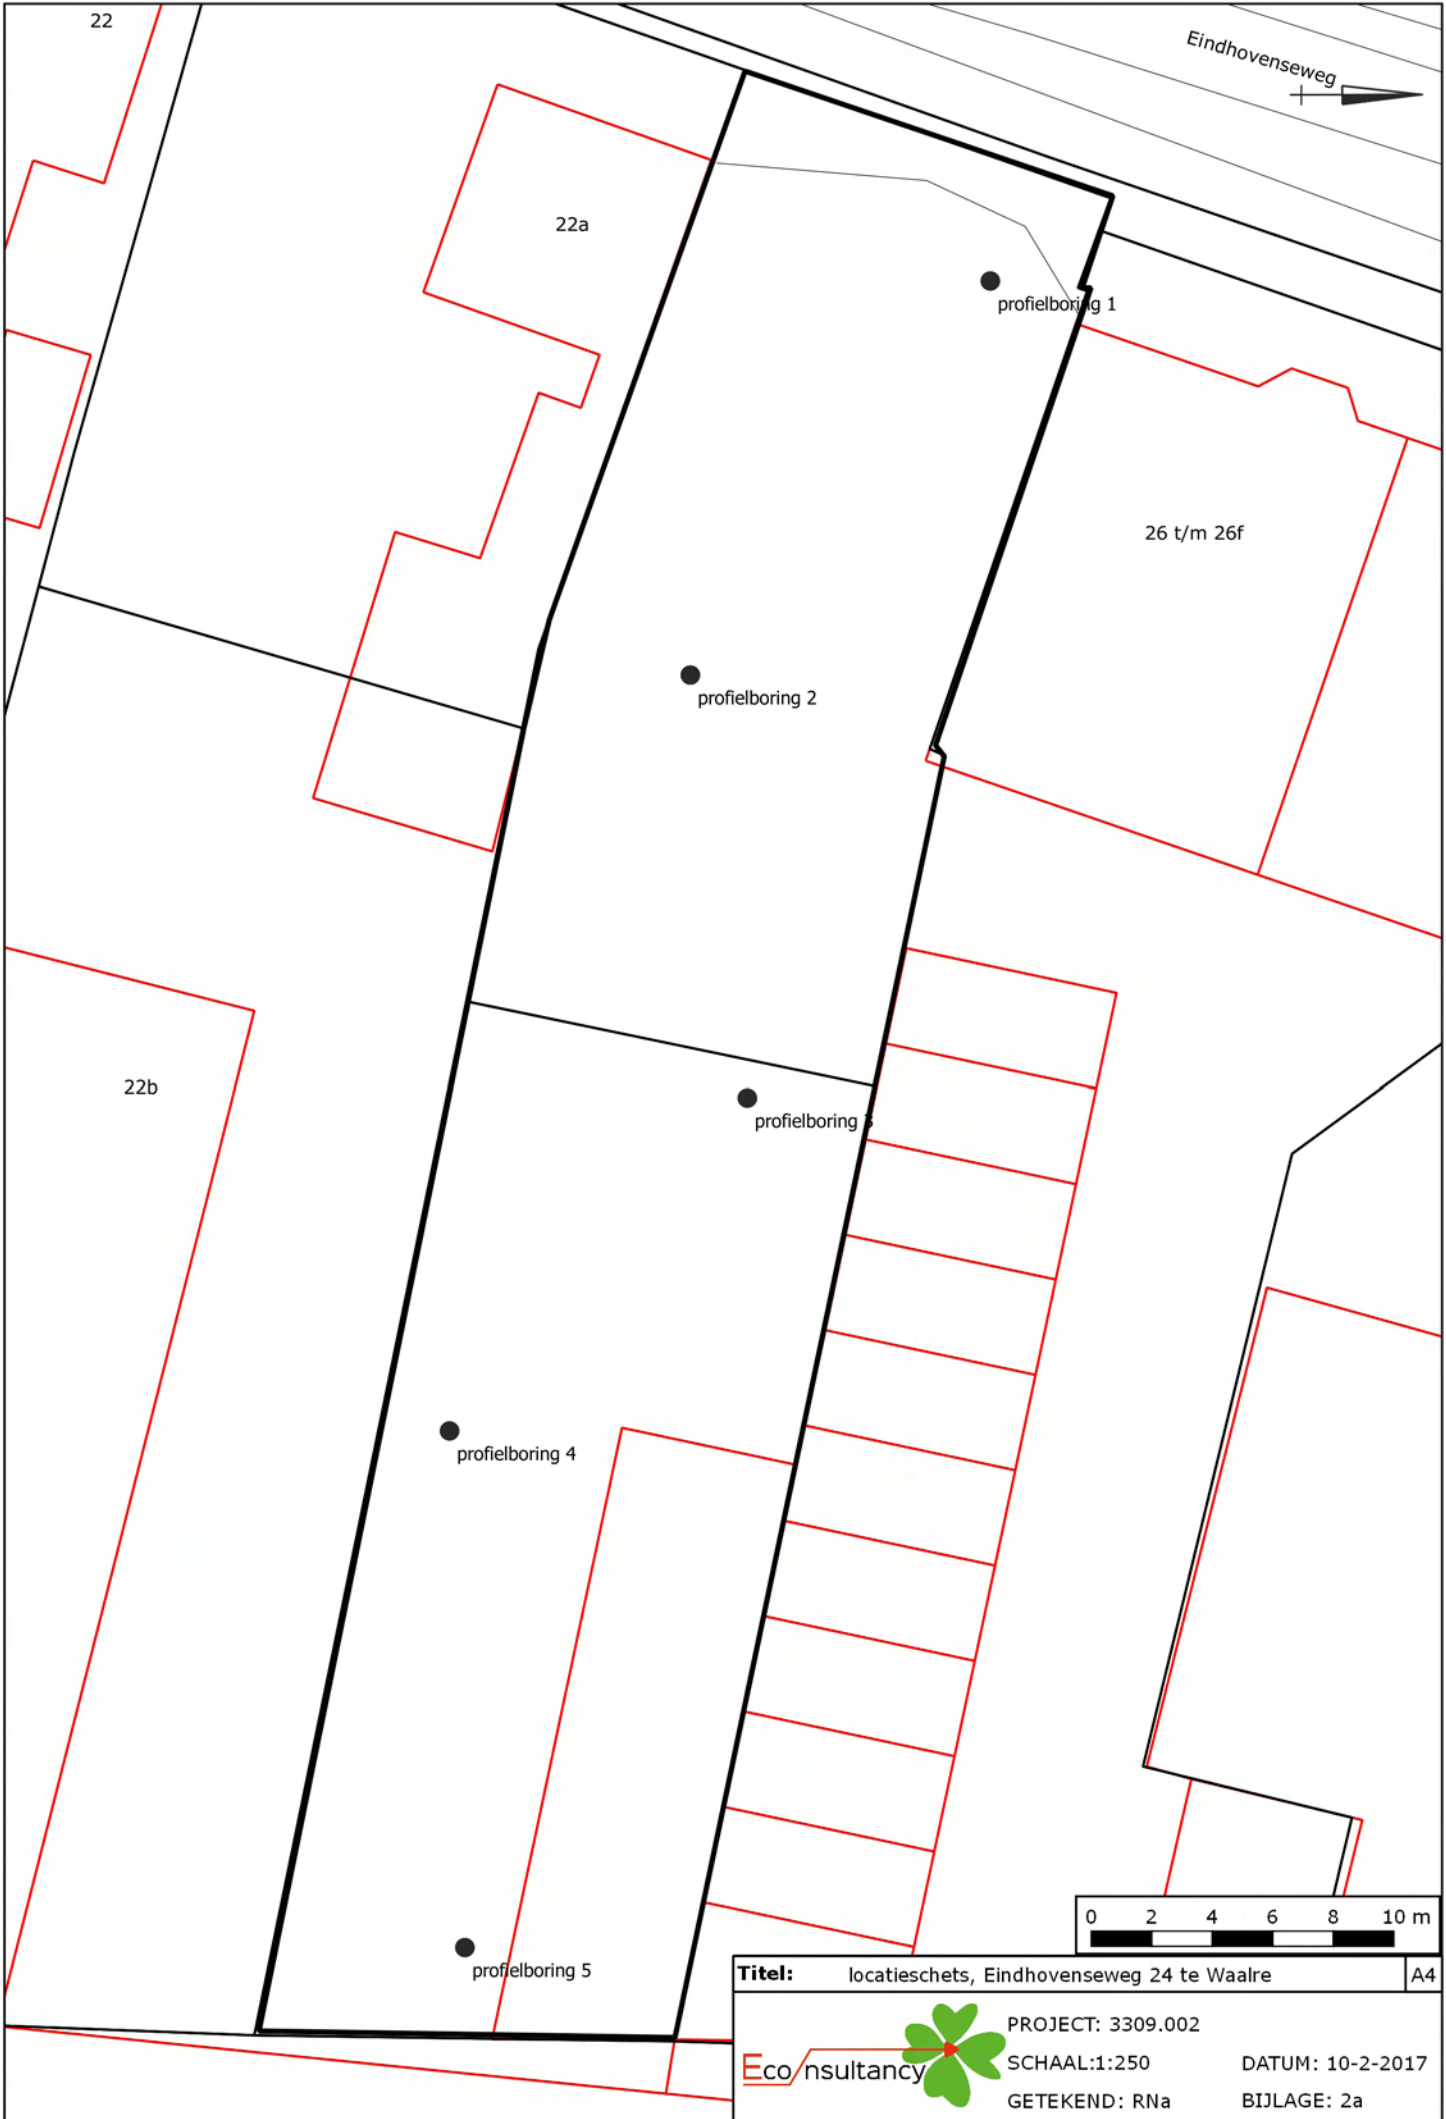 22
Eindhovenseweg
22a
profielboring 1
26 t/m 26f
profielboring 2
22b
profielboring 3
profielboring 4
profielboring 5
0 2 4 6 8 10 m
Titel: locatieschets, Eindhovenseweg 24 te Waalre A4
Econsultancy
PROJECT: 3309.002
SCHAAL:1:250 DATUM: 10-2-2017
GETEKEND: RNa BIJLAGE: 2a